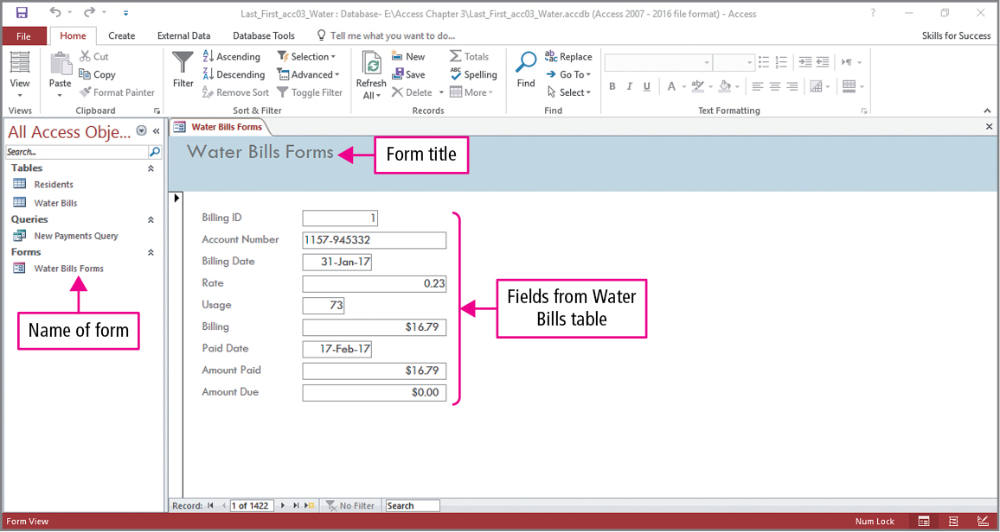 Last_First_acc03_Water : Database- E:\Access Chapter 3\Last_First_acc03_Water.accdb (Access 2007 - 2016 file format) - Access
?
File Home Create External Data Database Tools Tell me what you want to do... Skills for Success
View
Views
Paste
Cut
Copy
Format Painter
Clipboard
Filter
Ascending
Descending
Remove Sort
Selection
Advanced
Toggle Filter
Sort & Filter
Refresh
All
New
Save
Delete
Totals
Spelling
More
Records
Find
Replace
Go To
Select
Find
B I U A
Text Formatting
All Access Obje...
Search...
Tables
Residents
Water Bills
Queries
New Payments Query
Forms
Water Bills Forms
Name of form
Water Bills Forms
Water Bills Forms
Form title
Billing ID 1
Account Number 1157-945332
Billing Date 31-Jan-17
Rate 0.23
Usage 73
Billing $16.79
Paid Date 17-Feb-17
Amount Paid $16.79
Amount Due $0.00
Fields from Water
Bills table
Record: 1 of 1422 No Filter Search
Form View Num Lock